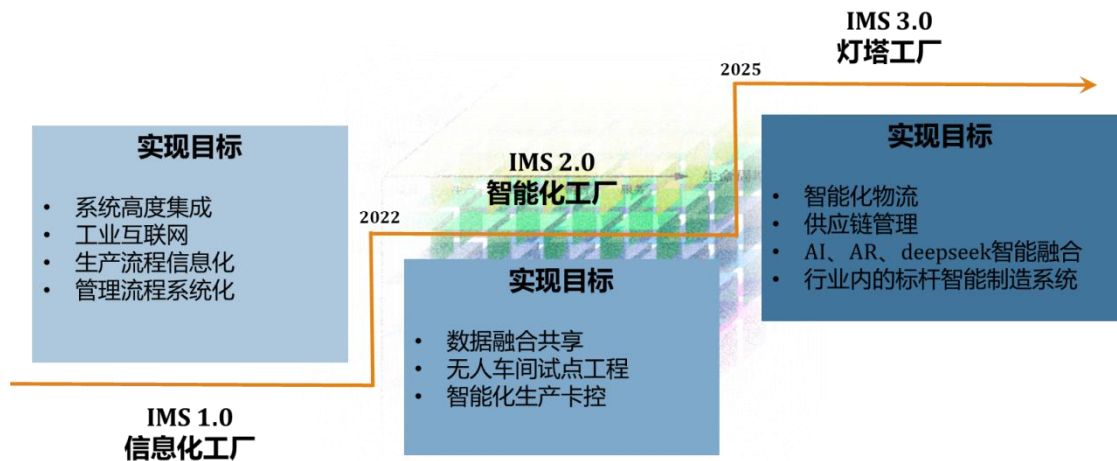 IMS 3.0
灯塔工厂
2025
实现目标
智能化物流
供应链管理
AI、AR、deepseek智能融合
行业内的标杆智能制造系统
IMS 2.0
智能化工厂
2022
实现目标
数据融合共享
无人车间试点工程
智能化生产卡控
实现目标
系统高度集成
工业互联网
生产流程信息化
管理流程系统化
IMS 1.0
信息化工厂